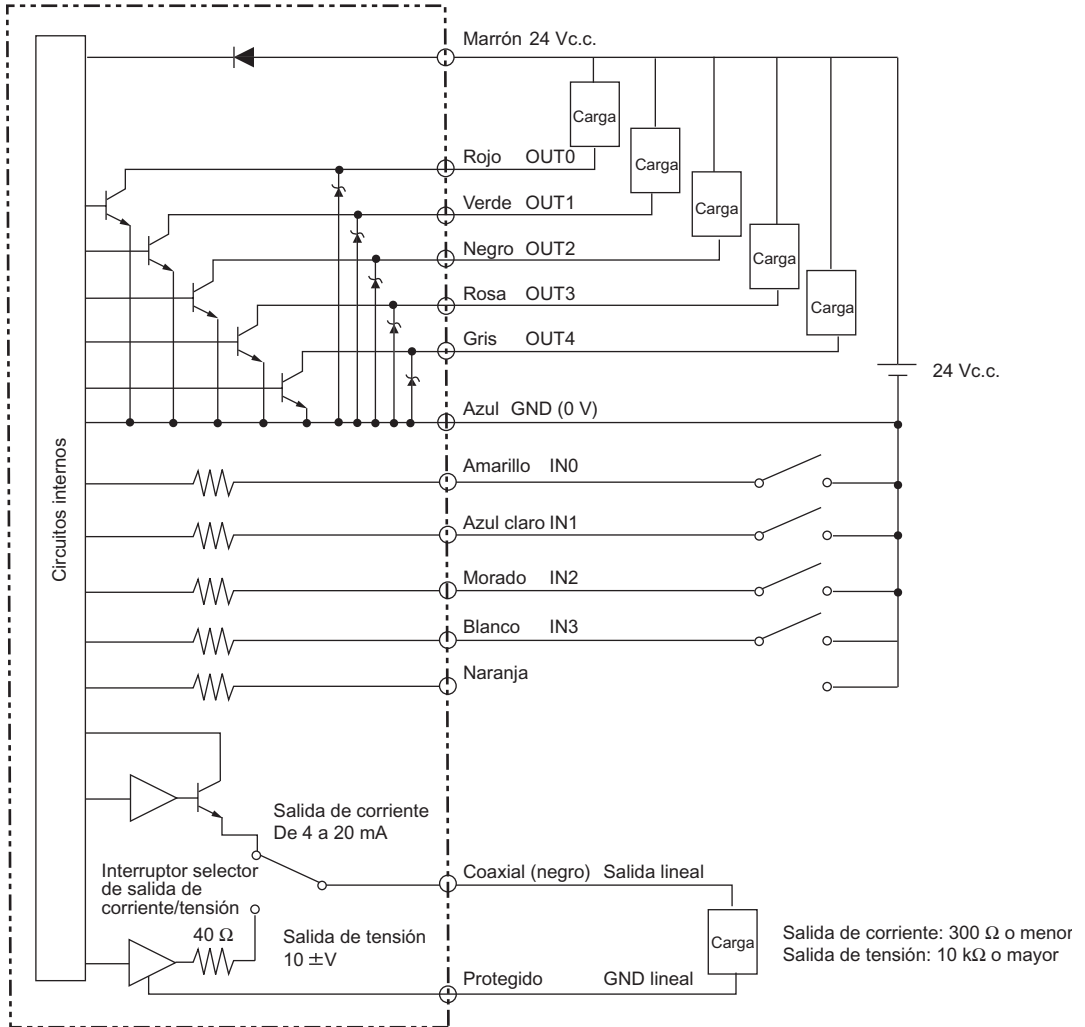 Marrón 24 Vc.c.
Carga
Rojo OUT0
Carga
Verde OUT1
Carga
Negro OUT2
Carga
Rosa OUT3
Carga
Gris OUT4
24 Vc.c.
Azul GND (0 V)
Circuitos internos
Amarillo IN0
Azul claro IN1
Morado IN2
Blanco IN3
Naranja
Salida de corriente
De 4 a 20 mA
Interruptor selector
de salida de
corriente/tensión
Coaxial (negro) Salida lineal
40 Ω
Salida de tensión
10 ±V
Carga
Salida de corriente: 300 Ω o menor
Salida de tensión: 10 kΩ o mayor
Protegido GND lineal